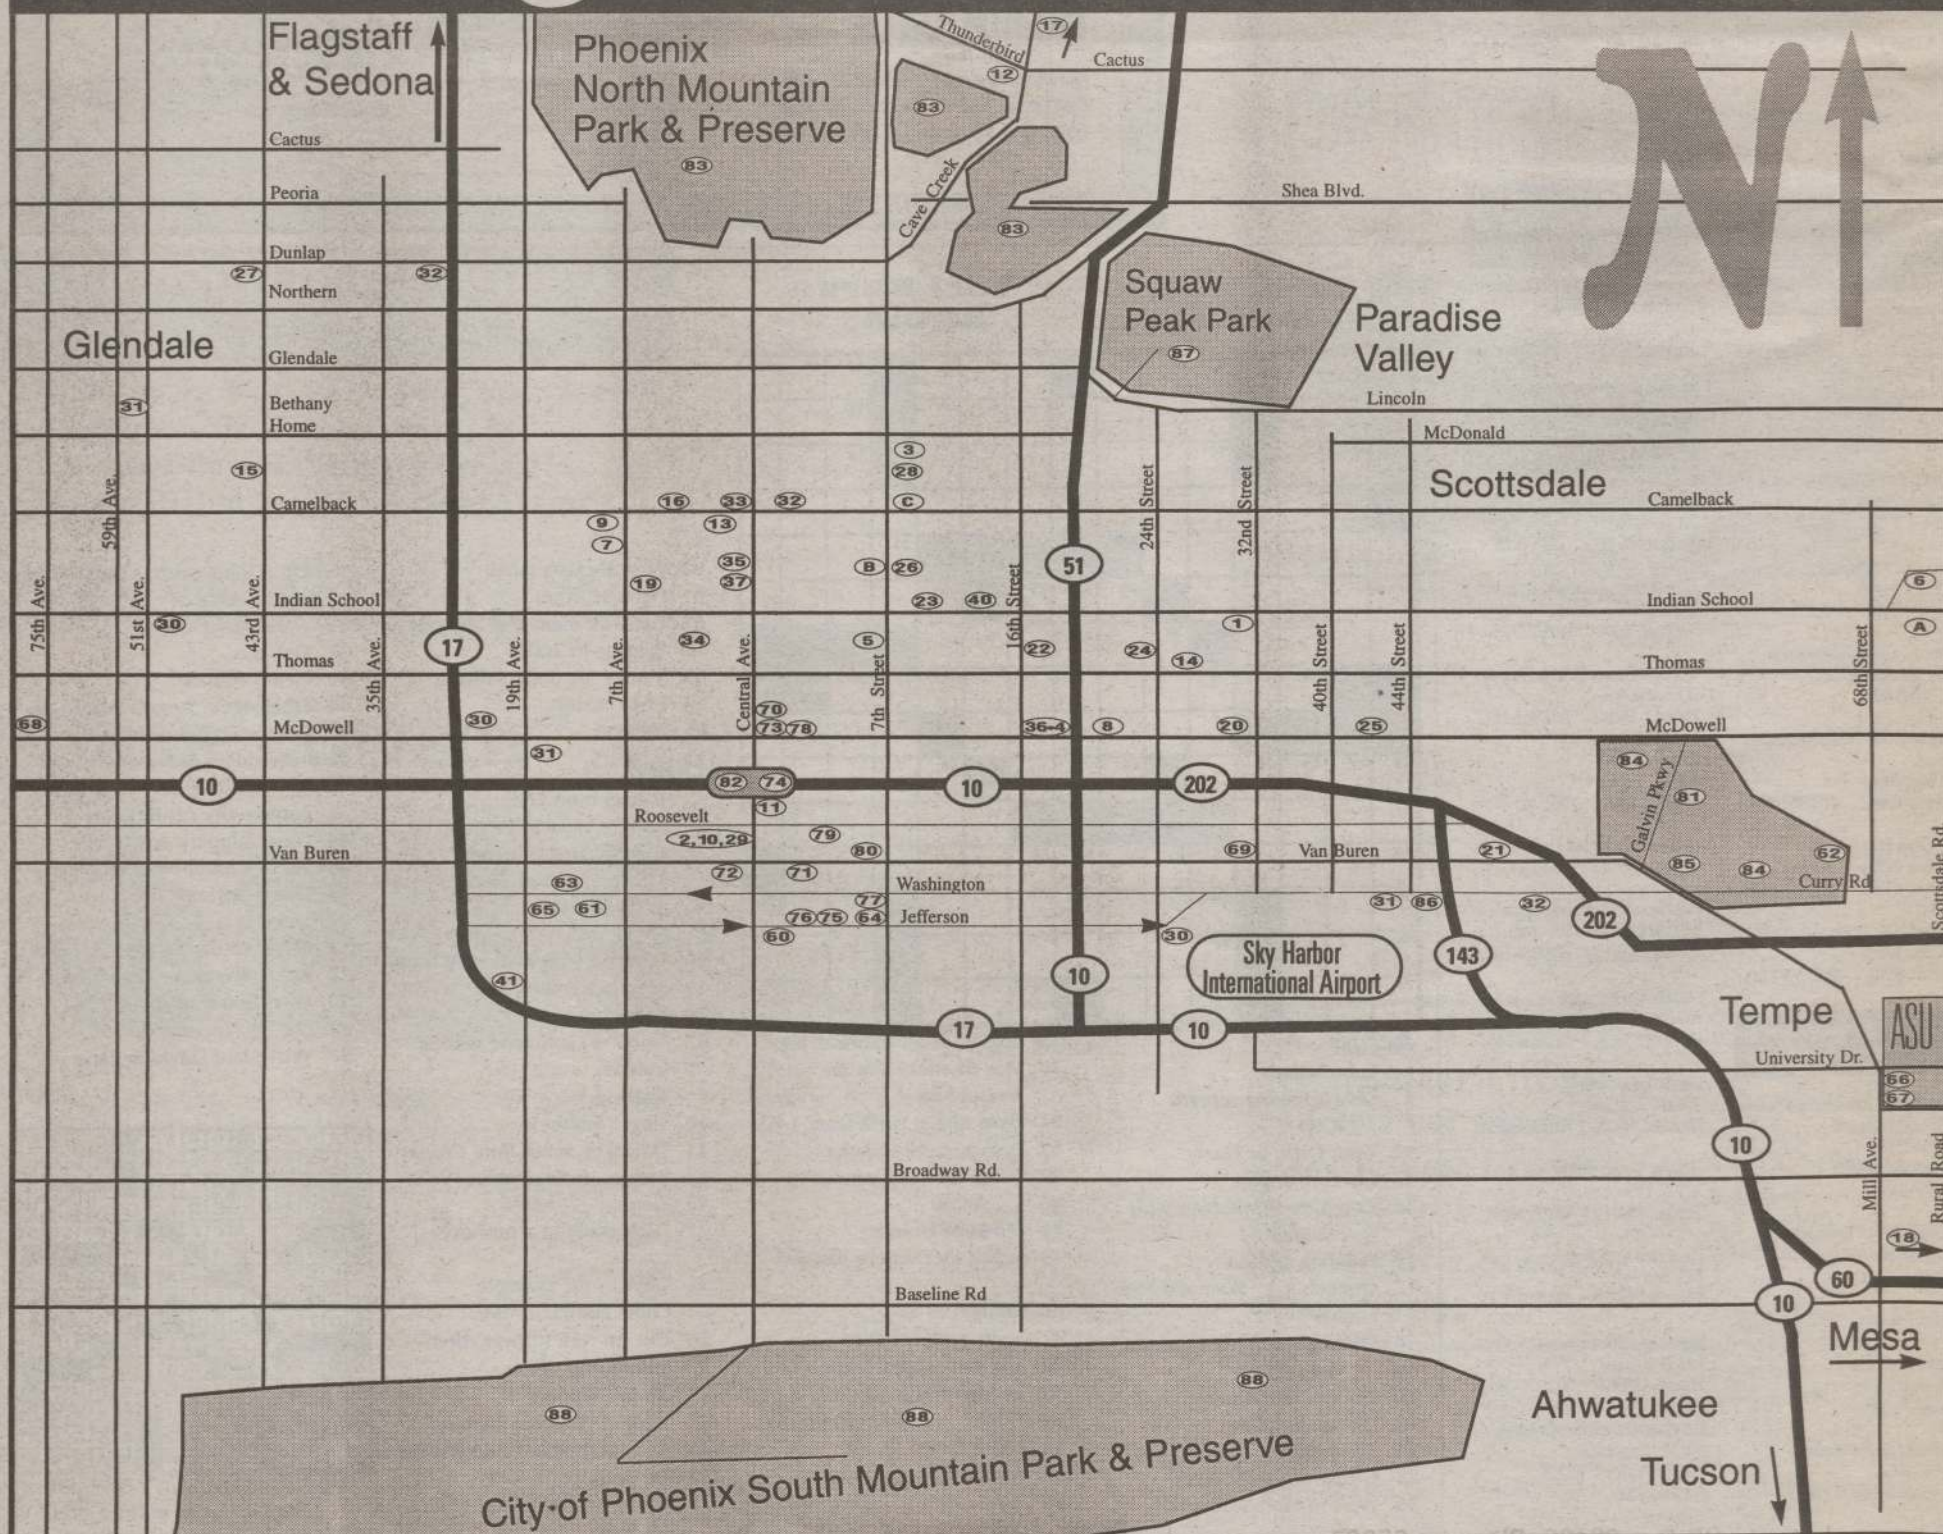 Flagstaff
& Sedona
Phoenix
North Mountain
Park & Preserve
83
Thunderbird
17
12
Cactus
83
N
Cactus
Peoria
Cave Creek
Shea Blvd.
83
Dunlap
27
32
Northern
Squaw
Peak Park
87
Paradise
Valley
Glendale
Glendale
Lincoln
31
Bethany
Home
McDonald
3
28
C
15
Scottsdale
Camelback
16
33
32
Camelback
59th Ave.
24th Street
32nd Street
9
13
7
35
37
19
B
26
51
6
75th Ave.
51st Ave.
43rd Ave.
Indian School
23
40
16th Street
Indian School
30
17
34
5
22
24
14
1
A
Thomas
Thomas
35th Ave.
19th Ave.
7th Ave.
Central Ave.
7th Street
40th Street
44th Street
68th Street
68
30
70
73
78
36-4
8
20
25
McDowell
McDowell
31
10
82
74
10
202
84
Galvin Pkwy
81
11
Roosevelt
2,10,29
79
80
69
Van Buren
Van Buren
21
85
84
62
Curry Rd
Scottsdale Rd
63
72
71
Washington
65
61
77
76
75
64
Jefferson
60
30
31
86
32
202
Sky Harbor
International Airport
143
41
10
17
10
Tempe
ASU
University Dr.
66
67
10
Mill Ave.
Rural Road
Broadway Rd.
18
60
10
Baseline Rd
Mesa
88
88
88
City of Phoenix South Mountain Park & Preserve
Ahwatukee
Tucson